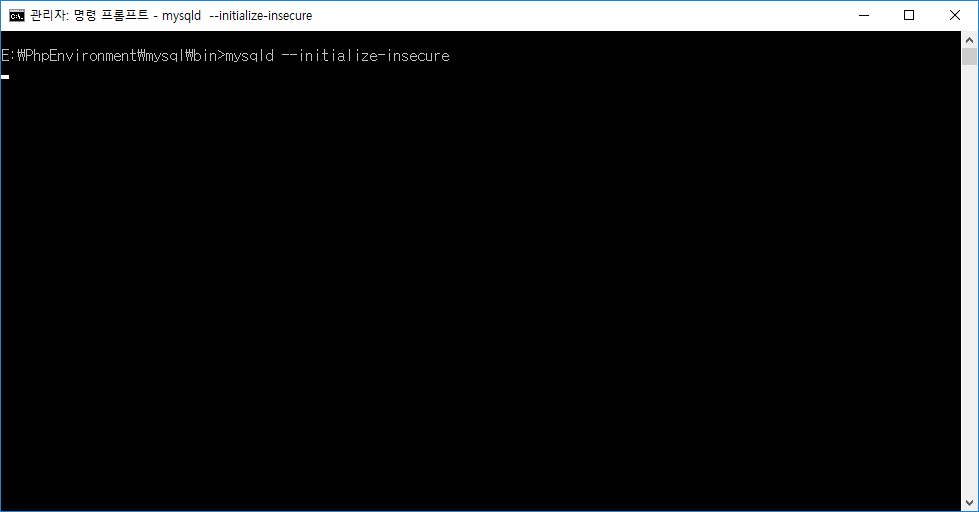 관리자: 명령 프롬프트 - mysqld  --initialize-insecure
E:₩PhpEnvironment₩mysql₩bin>mysqld --initialize-insecure